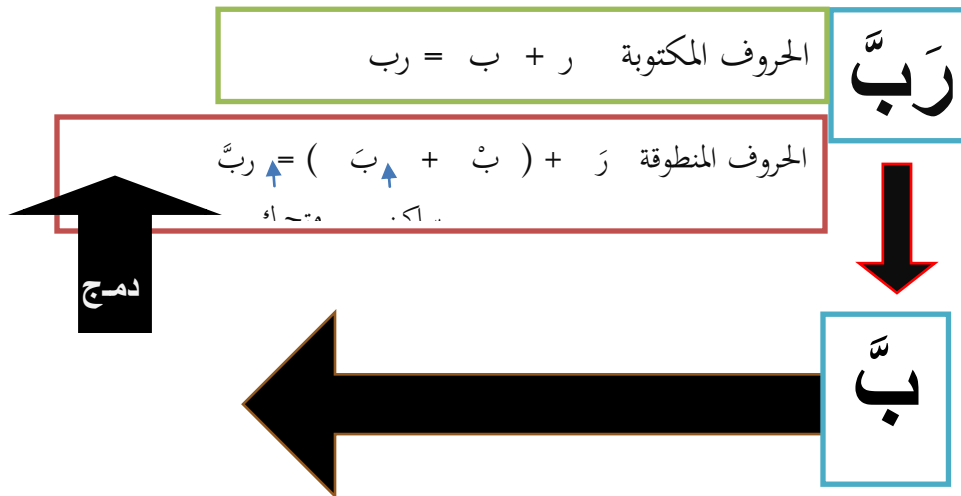 رَبَّ
الحروف المكتوبة ر + ب = رب
الحروف المنطوقة رَ + ( بْ + بَ ) = ربَّ
دمـج
بَّ